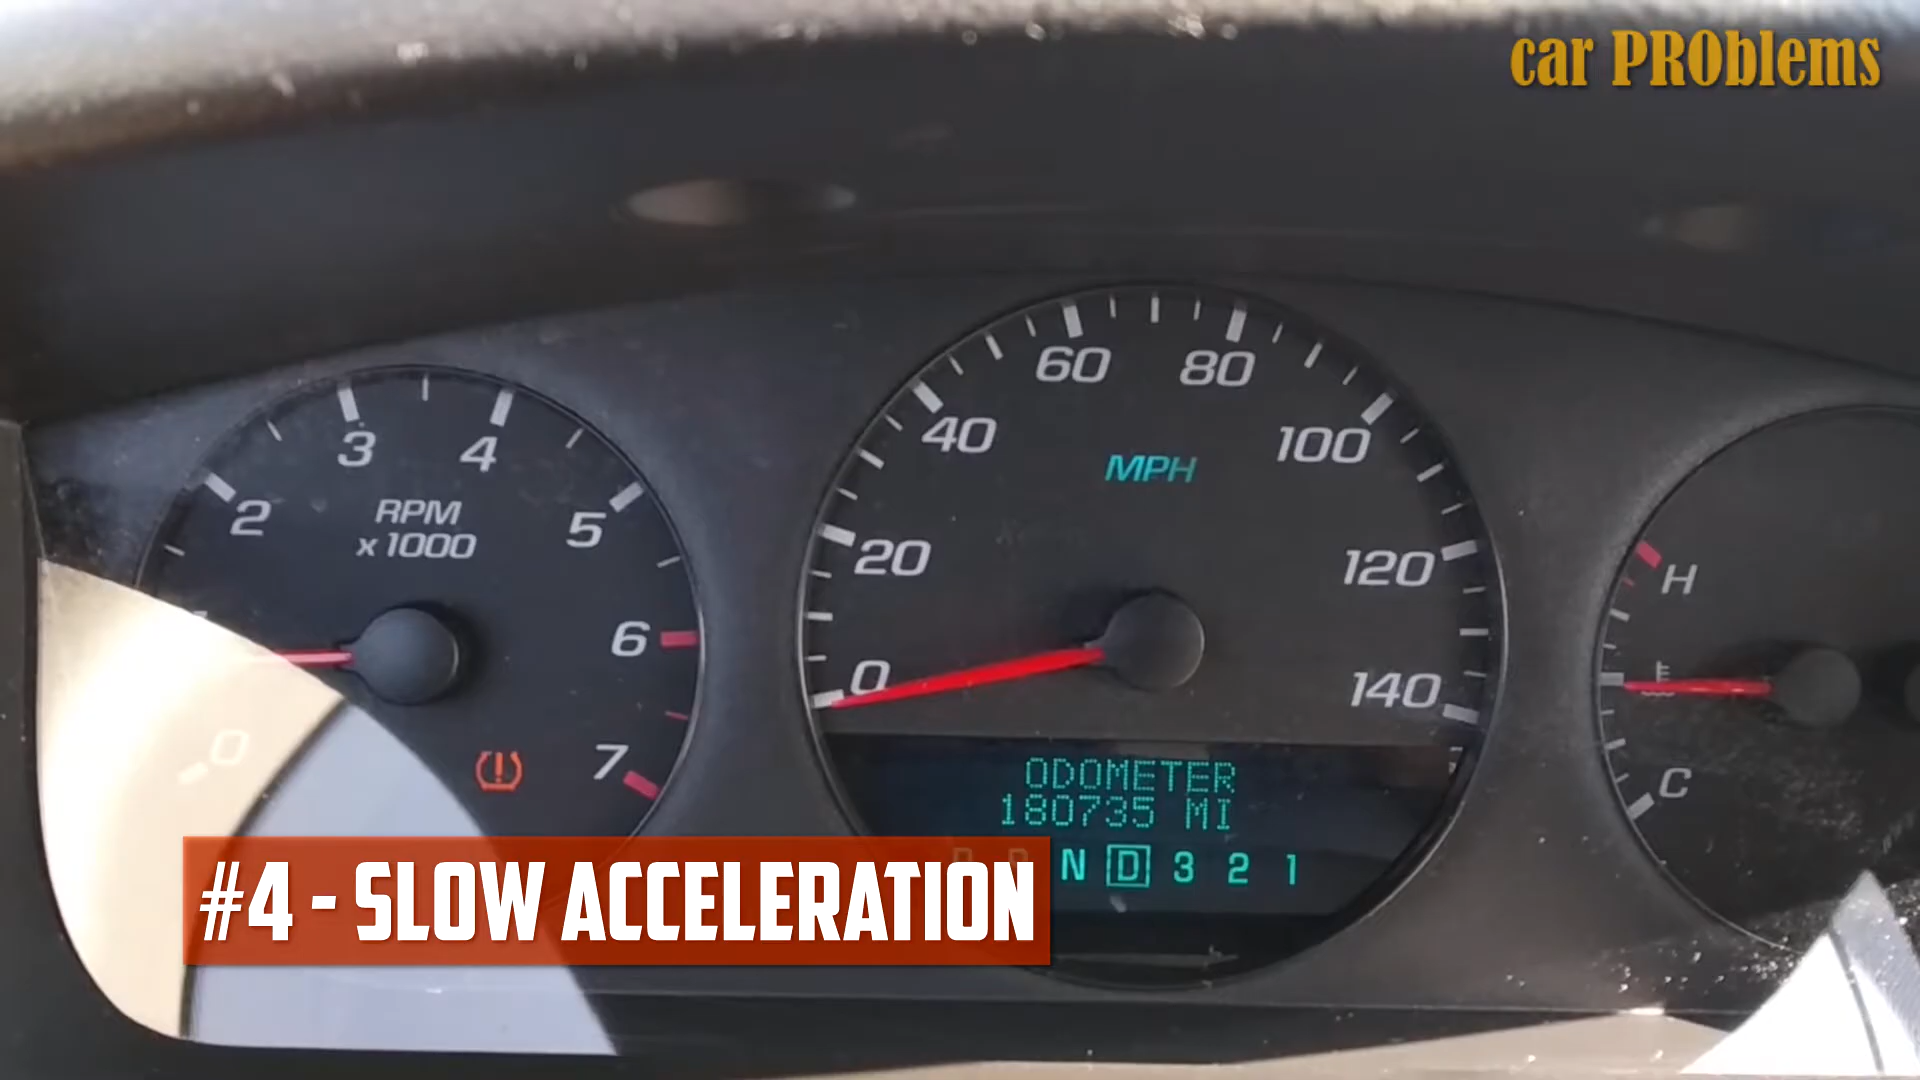 car PROblems
60 80
3 4
40 100
MPH
2 RPM 5
x1000
20 120
H
6
0 140
0 7
ODOMETER
C
180735 MI
N D 3 2 1
#4 - SLOW ACCELERATION